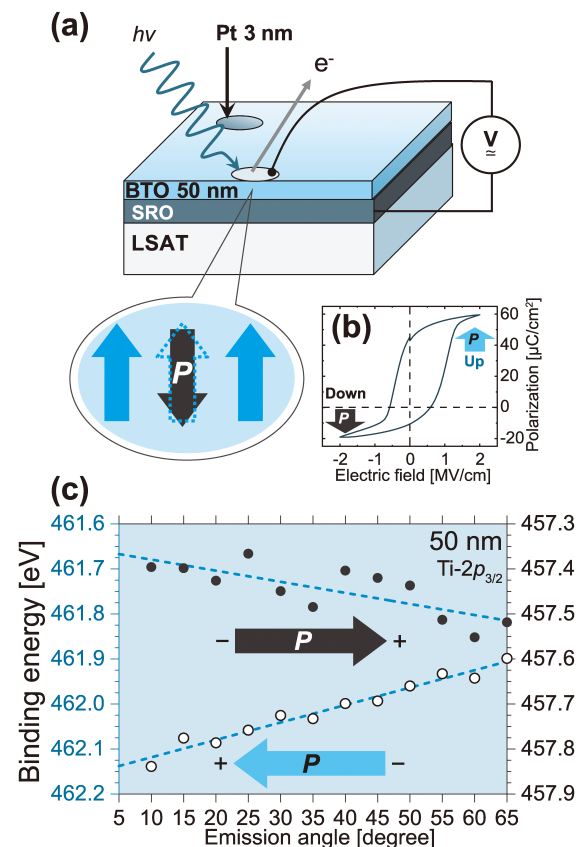 (a)
hν
Pt 3 nm
e-
V
≃
BTO 50 nm
SRO
LSAT
P
(b)
P
Up
Down
P
60
40
20
0
-20
Polarization [μC/cm²]
-2 -1 0 1 2
Electric field [MV/cm]
(c)
461.6
461.7
461.8
461.9
462.0
462.1
462.2
Binding energy [eV]
50 nm
Ti-2p3/2
− P +
+ P −
457.3
457.4
457.5
457.6
457.7
457.8
457.9
Binding energy [eV]
5 10 15 20 25 30 35 40 45 50 55 60 65
Emission angle [degree]